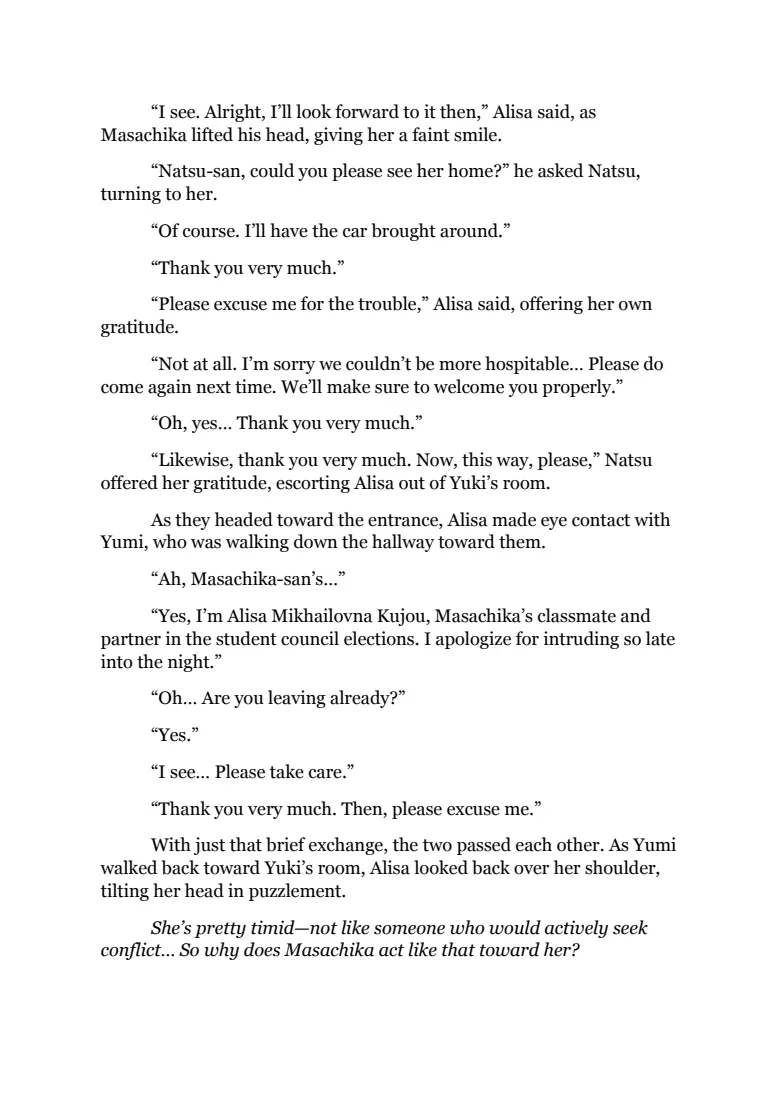 “I see. Alright, I’ll look forward to it then,” Alisa said, as
Masachika lifted his head, giving her a faint smile.
“Natsu-san, could you please see her home?” he asked Natsu,
turning to her.
“Of course. I’ll have the car brought around.”
“Thank you very much.”
“Please excuse me for the trouble,” Alisa said, offering her own
gratitude.
“Not at all. I’m sorry we couldn’t be more hospitable... Please do
come again next time. We’ll make sure to welcome you properly.”
“Oh, yes... Thank you very much.”
“Likewise, thank you very much. Now, this way, please,” Natsu
offered her gratitude, escorting Alisa out of Yuki’s room.
As they headed toward the entrance, Alisa made eye contact with
Yumi, who was walking down the hallway toward them.
“Ah, Masachika-san’s...”
“Yes, I’m Alisa Mikhailovna Kujou, Masachika’s classmate and
partner in the student council elections. I apologize for intruding so late
into the night.”
“Oh... Are you leaving already?”
“Yes.”
“I see... Please take care.”
“Thank you very much. Then, please excuse me.”
With just that brief exchange, the two passed each other. As Yumi
walked back toward Yuki’s room, Alisa looked back over her shoulder,
tilting her head in puzzlement.
She’s pretty timid—not like someone who would actively seek
conflict... So why does Masachika act like that toward her?